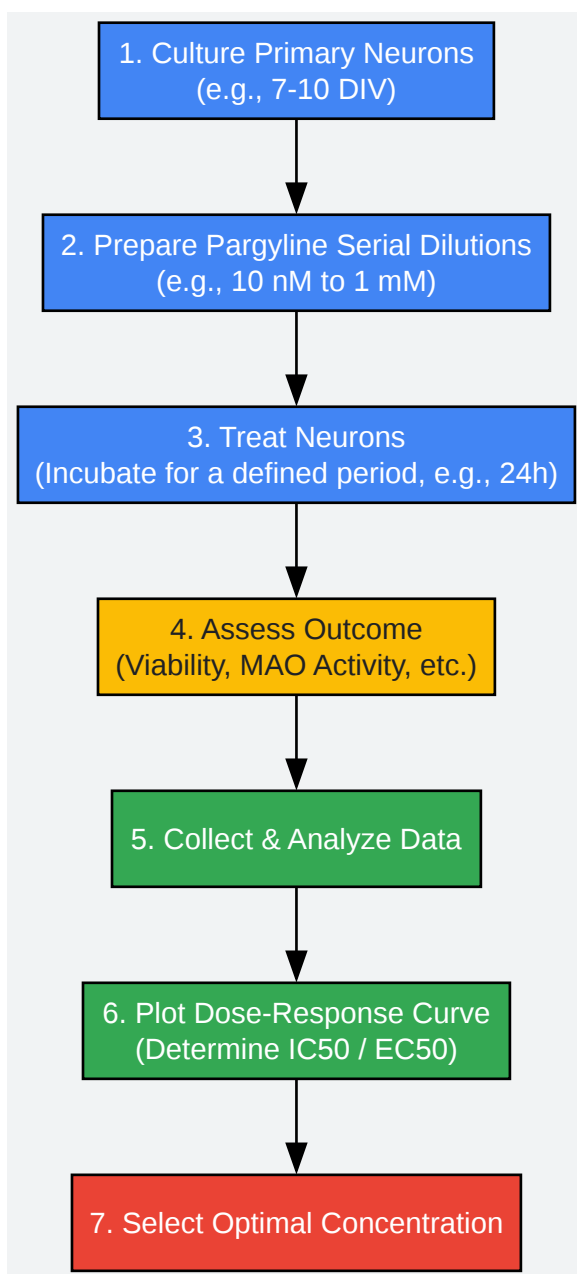 1. Culture Primary Neurons
(e.g., 7-10 DIV)
2. Prepare Pargyline Serial Dilutions
(e.g., 10 nM to 1 mM)
3. Treat Neurons
(Incubate for a defined period, e.g., 24h)
4. Assess Outcome
(Viability, MAO Activity, etc.)
5. Collect & Analyze Data
6. Plot Dose-Response Curve
(Determine IC50 / EC50)
7. Select Optimal Concentration